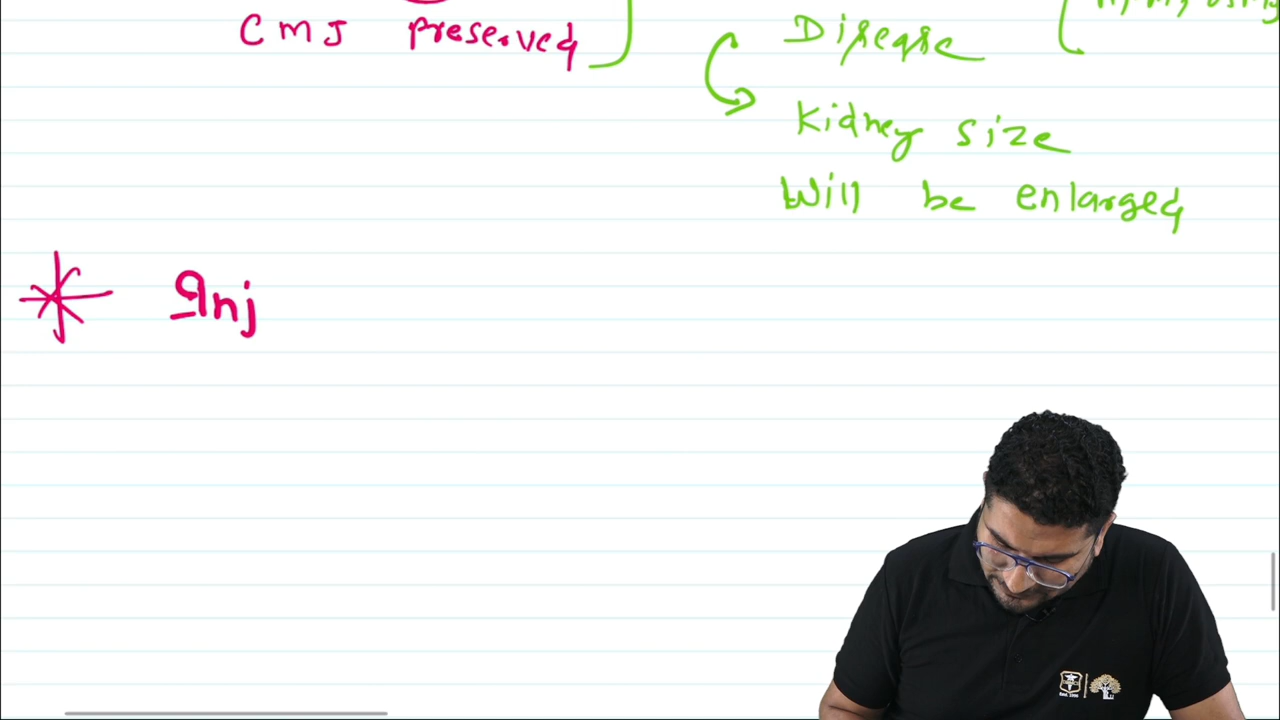 CMJ preserved
Disease
Kidney size
Will be enlarged
* Inj